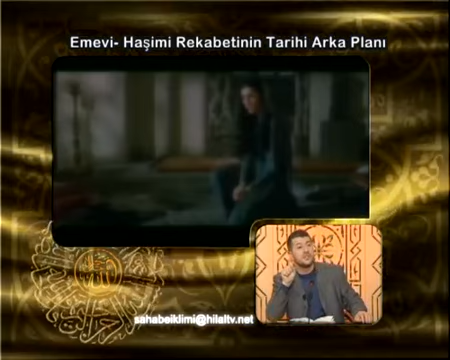 Emevi- Haşimi Rekabetinin Tarihi Arka Planı
sahabeiklimi@hilaltv.net